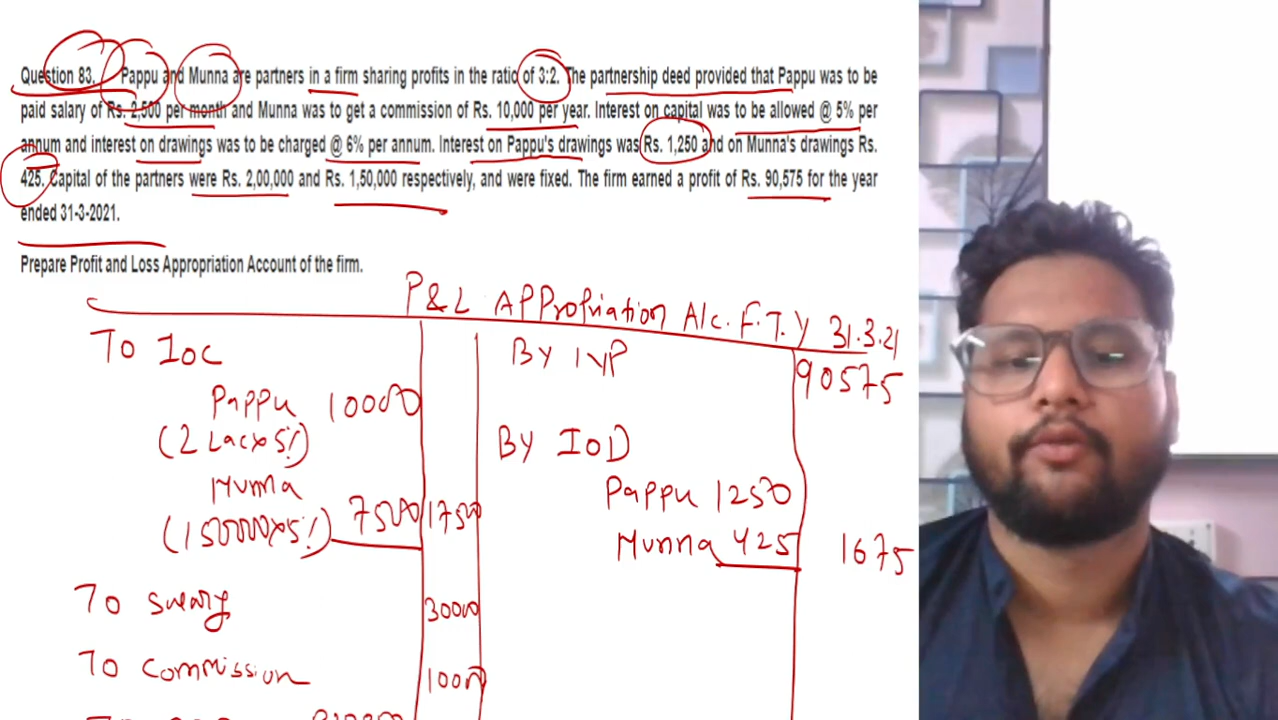 Question 83. Pappu and Munna are partners in a firm sharing profits in the ratio of 3:2. The partnership deed provided that Pappu was to be
paid salary of Rs. 2,500 per month and Munna was to get a commission of Rs. 10,000 per year. Interest on capital was to be allowed @ 5% per
annum and interest on drawings was to be charged @ 6% per annum. Interest on Pappu's drawings was Rs. 1,250 and on Munna's drawings Rs.
425. Capital of the partners were Rs. 2,00,000 and Rs. 1,50,000 respectively, and were fixed. The firm earned a profit of Rs. 90,575 for the year
ended 31-3-2021.
Prepare Profit and Loss Appropriation Account of the firm.
P&L APPropriation A/c. F.T.Y 31.3.21
To IOC
Pappu 10000
(2 Lac×5%)
Munna
(150000×5%) 7500 17500
To Salary 30000
To Commission 10000
By NP 90575
By IOD
Pappu 1250
Munna 425 1675